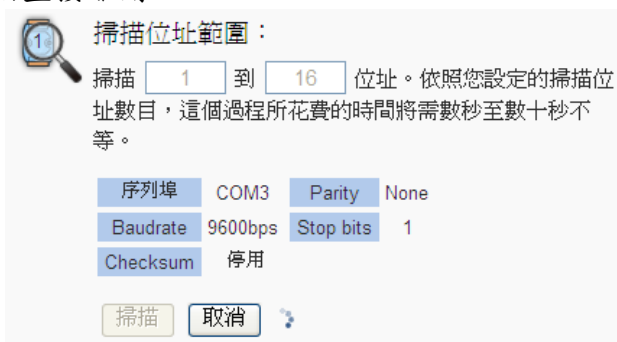 掃描位址範圍：
掃描 1 到 16 位址。依照您設定的掃描位
址數目，這個過程所花費的時間將需數秒至數十秒不
等。
序列埠 COM3 Parity None
Baudrate 9600bps Stop bits 1
Checksum 停用
掃描 取消